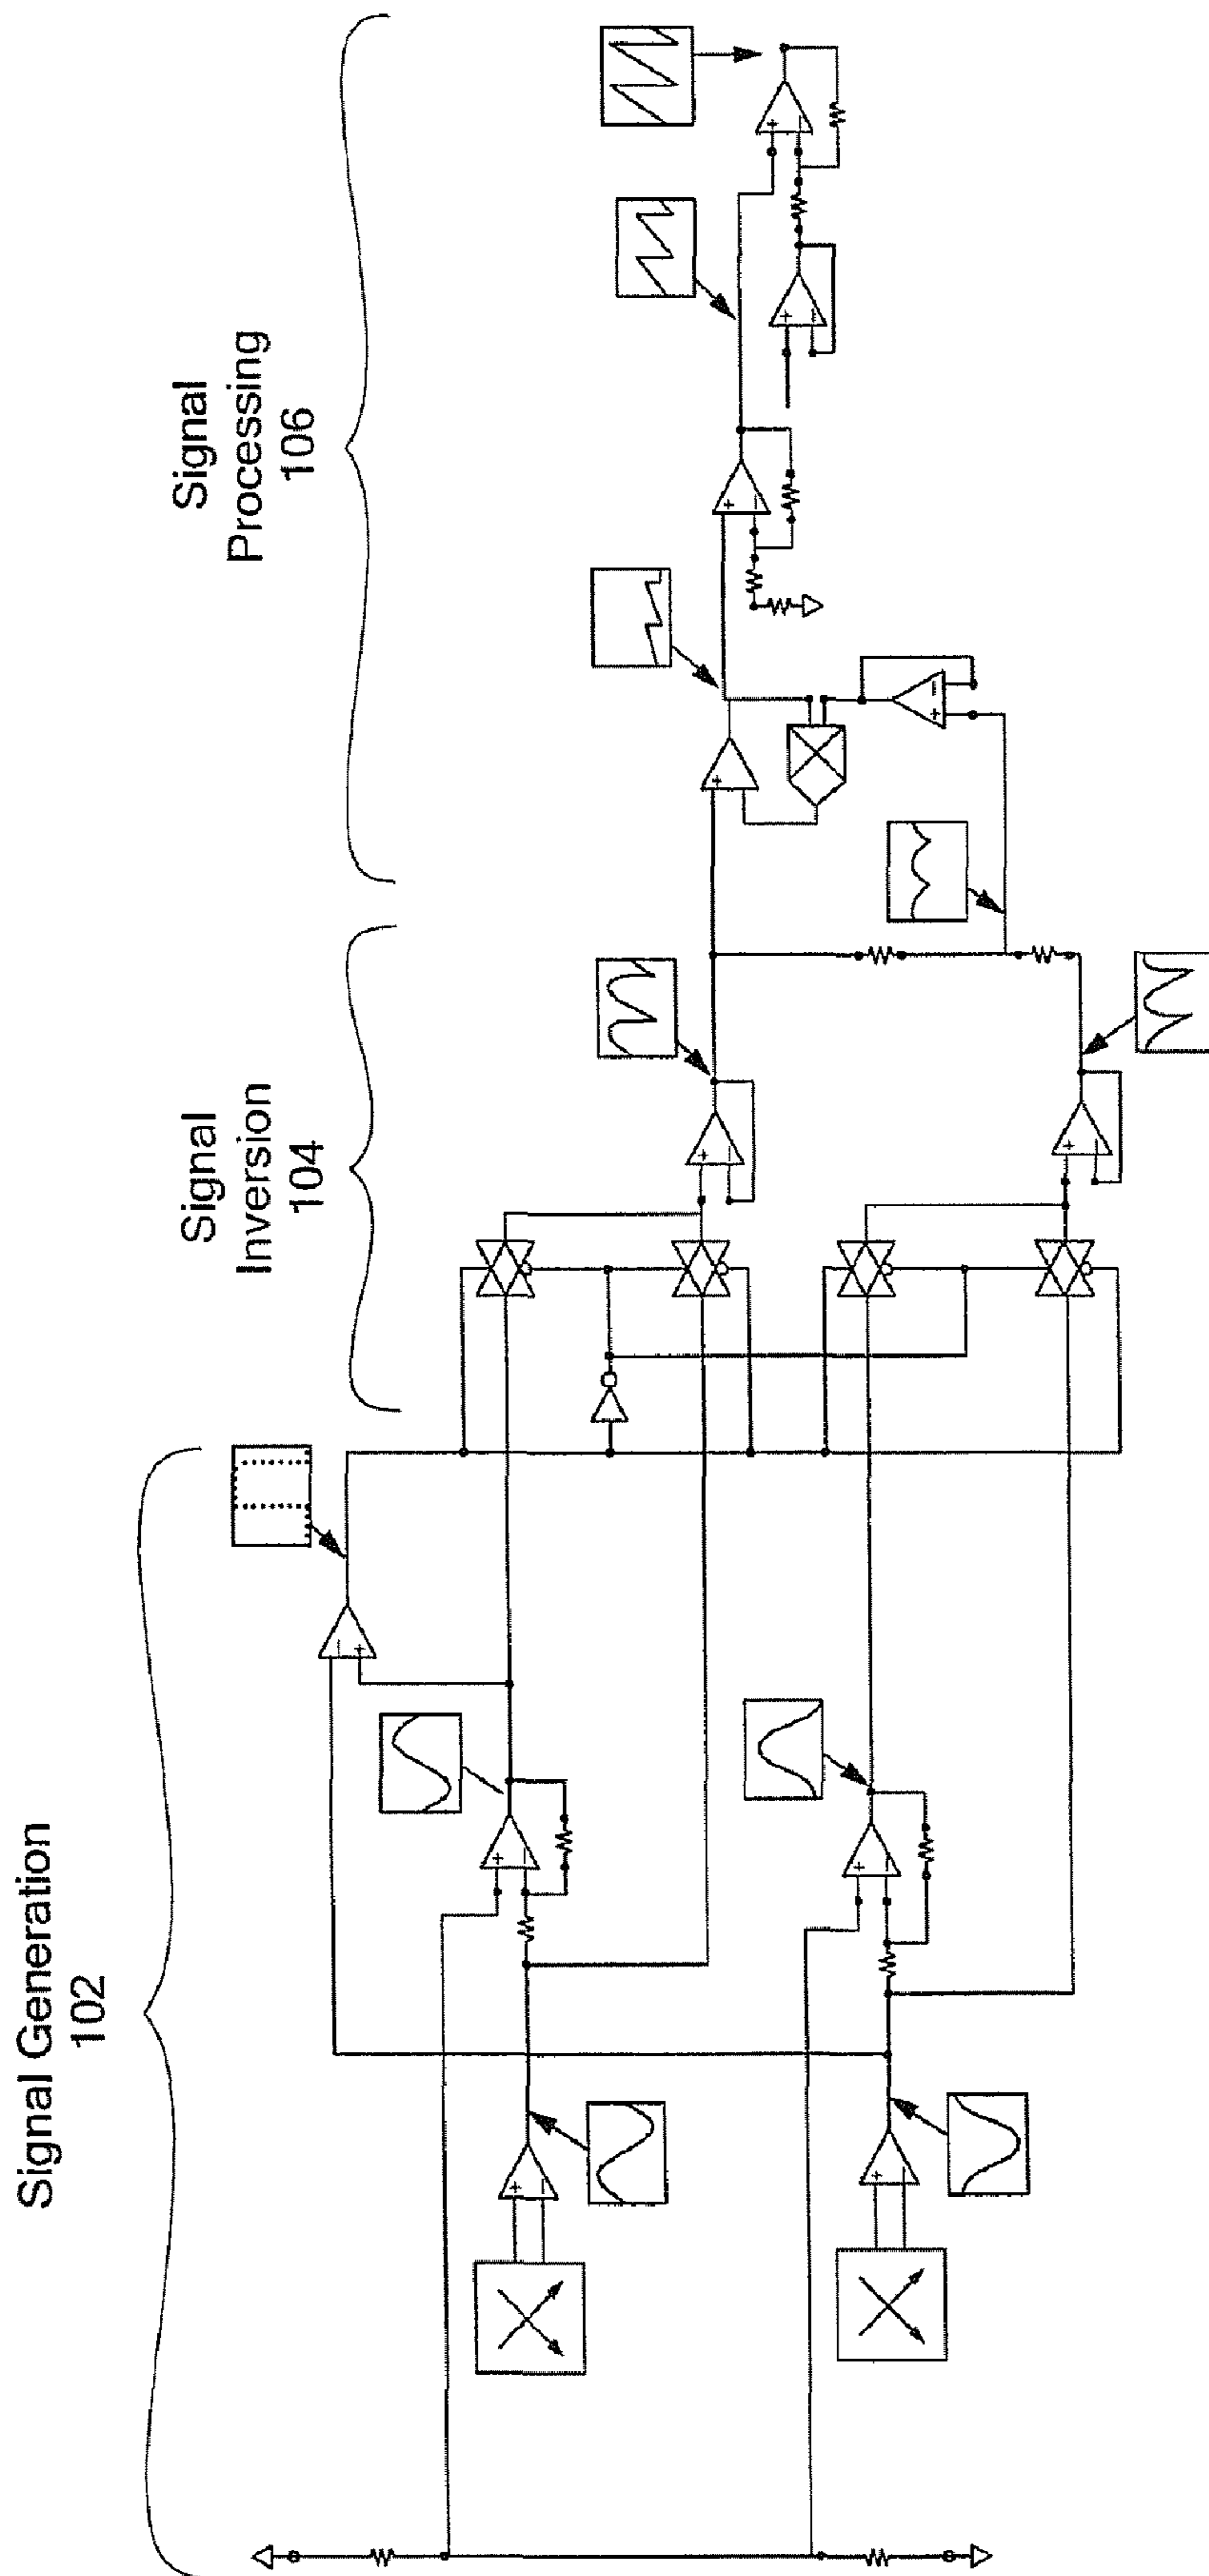 Signal Generation
102
Signal
Inversion
104
Signal
Processing
106